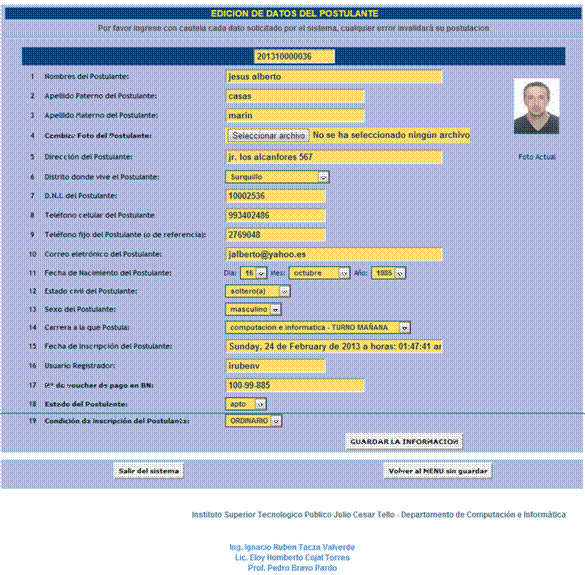 EDICION DE DATOS DEL POSTULANTE
Por favor ingrese con cautela cada dato solicitado por el sistema, cualquier error invalidará su postulacion
201310000036
1 Nombres del Postulante: jesus alberto
2 Apellido Paterno del Postulante: casas
3 Apellido Materno del Postulante: marin
4 Cambiar Foto del Postulante: Seleccionar archivo No se ha seleccionado ningún archivo
5 Dirección del Postulante: jr. los alcanfores 567
Foto Actual
6 Distrito donde vive el Postulante: Surquillo
7 D.N.I. del Postulante: 10002536
8 Teléfono celular del Postulante 993402486
9 Teléfono fijo del Postulante (o de referencia): 2769048
10 Correo eletrónico del Postulante: jalberto@yahoo.es
11 Fecha de Nacimiento del Postulante: Dia: 16 Mes: octubre Año: 1985
12 Estado civil del Postulante: soltero(a)
13 Sexo del Postulante: masculino
14 Carrera a la que Postula: computacion e informatica - TURNO MAÑANA
15 Fecha de Inscripción del Postulante: Sunday, 24 de February de 2013 a horas: 01:47:41 ar
16 Usuario Registrador: irubenv
17 Nº de voucher de pago en BN: 100-99-885
18 Estado del Postulante: apto
19 Condición de Inscripción del Postulante: ORDINARIO
GUARDAR LA INFORMACION
Salir del sistema Volver al MENU sin guardar
Instituto Superior Tecnologico Publico Julio Cesar Tello - Departamento de Computación e Informática
Ing. Ignacio Ruben Tacza Valverde
Lic. Eloy Humberto Cojal Torres
Prof. Pedro Bravo Pardo